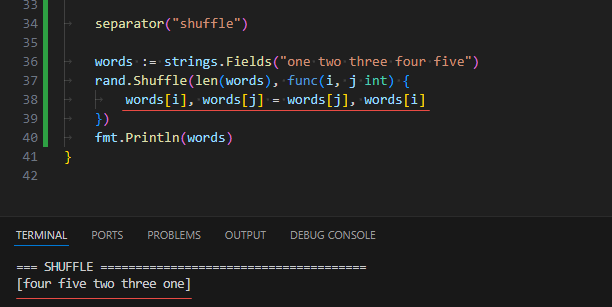 33
34 separator("shuffle")
35
36 words := strings.Fields("one two three four five")
37 rand.Shuffle(len(words), func(i, j int) {
38 words[i], words[j] = words[j], words[i]
39 })
40 fmt.Println(words)
41 }
42
TERMINAL PORTS PROBLEMS OUTPUT DEBUG CONSOLE
=== SHUFFLE ======================================
[four five two three one]